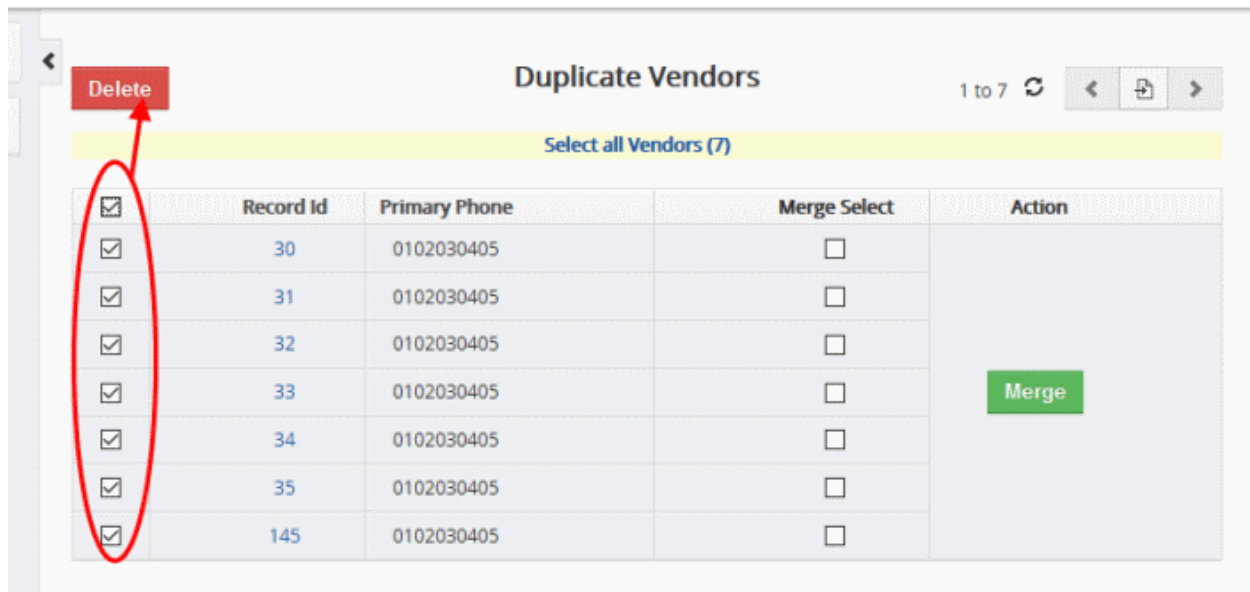 Delete
Duplicate Vendors
1 to 7
Select all Vendors (7)
Record Id Primary Phone Merge Select Action
30 0102030405
31 0102030405
32 0102030405
33 0102030405 Merge
34 0102030405
35 0102030405
145 0102030405